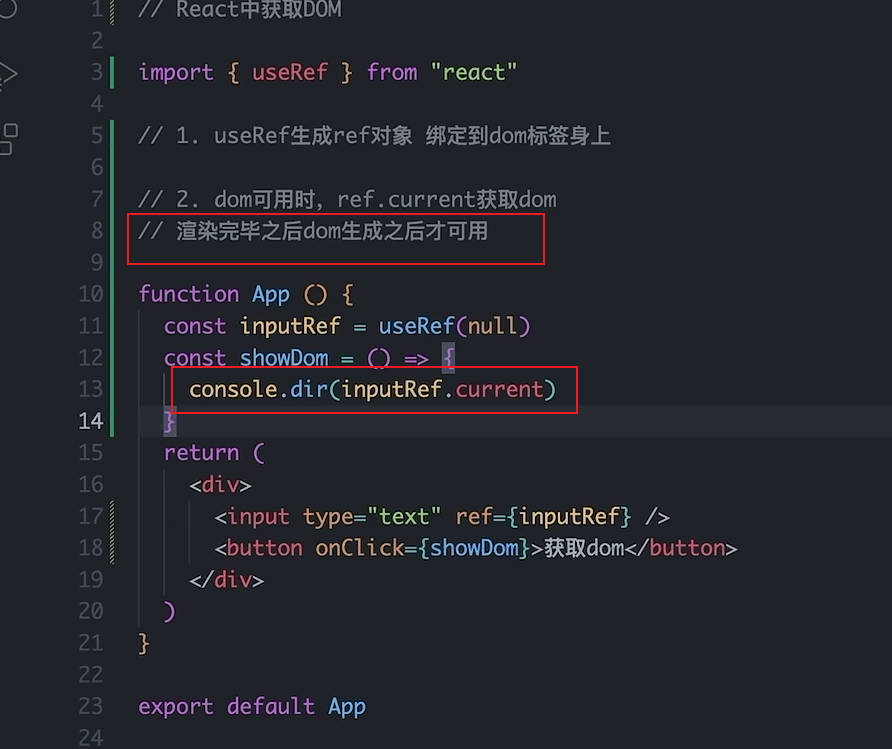 1 // React中获取DOM
2
3 import { useRef } from "react"
4
5 // 1. useRef生成ref对象 绑定到dom标签身上
6
7 // 2. dom可用时，ref.current获取dom
8 // 渲染完毕之后dom生成之后才可用
9
10 function App () {
11 const inputRef = useRef(null)
12 const showDom = () => {
13 console.dir(inputRef.current)
14 }
15 return (
16 <div>
17 <input type="text" ref={inputRef} />
18 <button onClick={showDom}>获取dom</button>
19 </div>
20 )
21 }
22
23 export default App
24